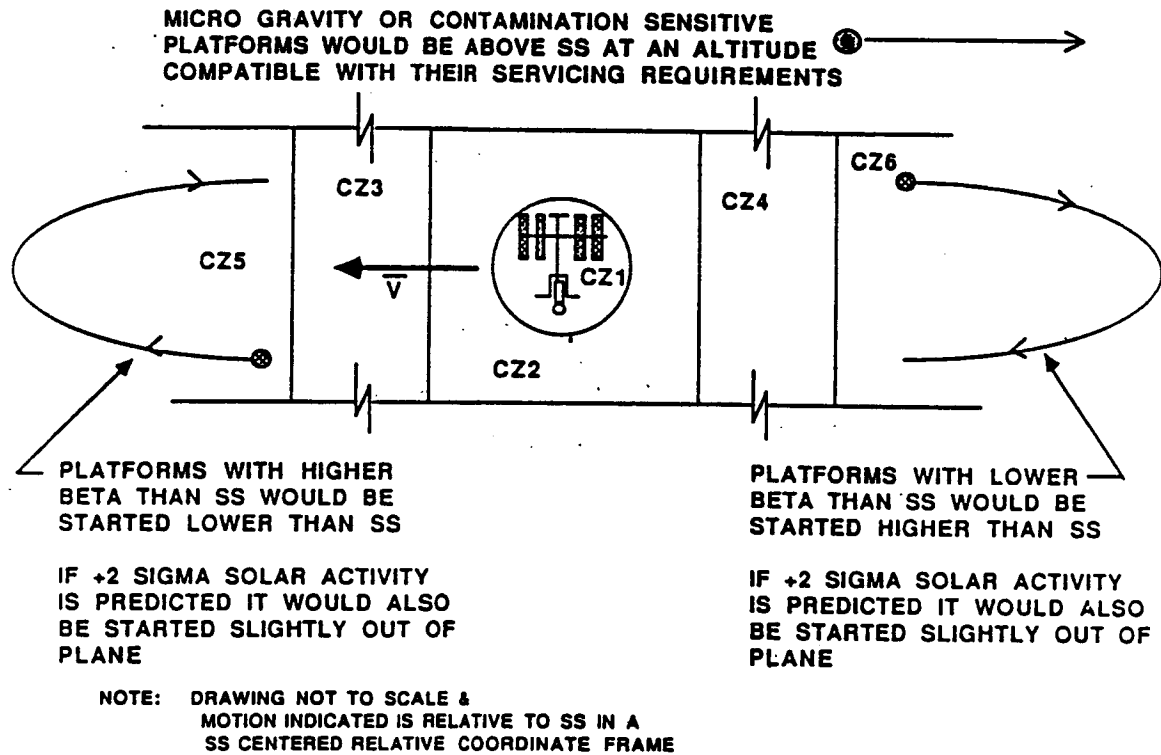 MICRO GRAVITY OR CONTAMINATION SENSITIVE
PLATFORMS WOULD BE ABOVE SS AT AN ALTITUDE
COMPATIBLE WITH THEIR SERVICING REQUIREMENTS
CZ6
CZ3
CZ4
CZ5
CZ1
V
CZ2
PLATFORMS WITH HIGHER
BETA THAN SS WOULD BE
STARTED LOWER THAN SS
IF +2 SIGMA SOLAR ACTIVITY
IS PREDICTED IT WOULD ALSO
BE STARTED SLIGHTLY OUT OF
PLANE
PLATFORMS WITH LOWER
BETA THAN SS WOULD BE
STARTED HIGHER THAN SS
IF +2 SIGMA SOLAR ACTIVITY
IS PREDICTED IT WOULD ALSO
BE STARTED SLIGHTLY OUT OF
PLANE
NOTE: DRAWING NOT TO SCALE &
MOTION INDICATED IS RELATIVE TO SS IN A
SS CENTERED RELATIVE COORDINATE FRAME